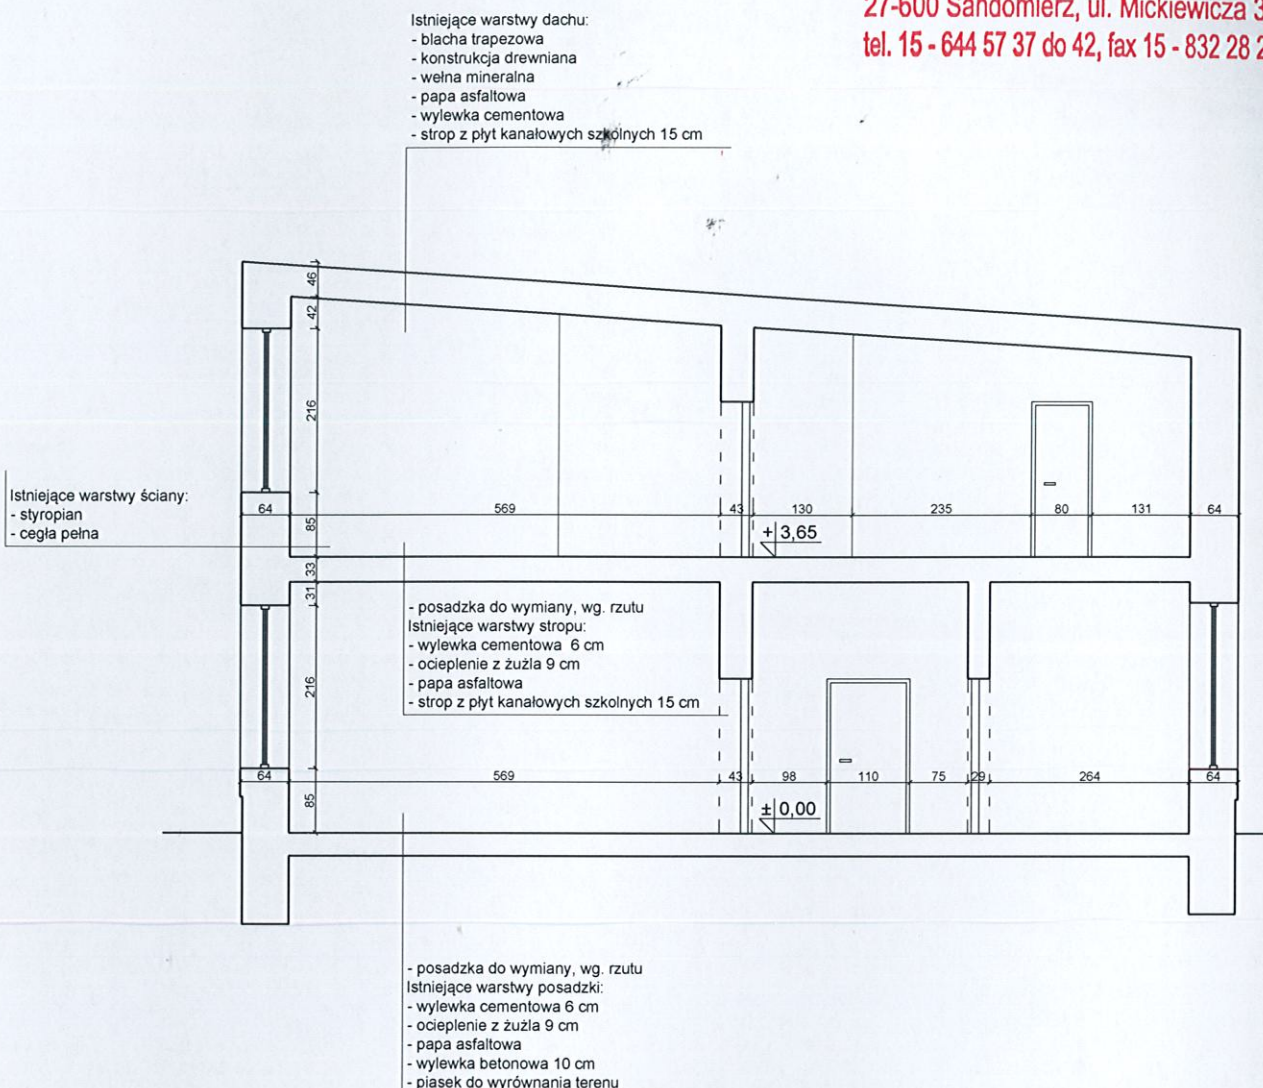 27-600 Sandomierz, ul. Mickiewicza 3
tel. 15 - 644 57 37 do 42, fax 15 - 832 28 2
Istniejące warstwy dachu:
- blacha trapezowa
- konstrukcja drewniana
- wełna mineralna
- papa asfaltowa
- wylewka cementowa
- strop z płyt kanałowych szkolnych 15 cm
46
42
216
Istniejące warstwy ściany:
- styropian
- cegła pełna
64
85
569
43
130
235
80
131
64
+ 3,65
33
31
- posadzka do wymiany, wg. rzutu
Istniejące warstwy stropu:
- wylewka cementowa 6 cm
- ocieplenie z żużla 9 cm
- papa asfaltowa
- strop z płyt kanałowych szkolnych 15 cm
216
64
569
43
98
110
75
29
264
64
85
± 0,00
- posadzka do wymiany, wg. rzutu
Istniejące warstwy posadzki:
- wylewka cementowa 6 cm
- ocieplenie z żużla 9 cm
- papa asfaltowa
- wylewka betonowa 10 cm
- piasek do wyrównania terenu